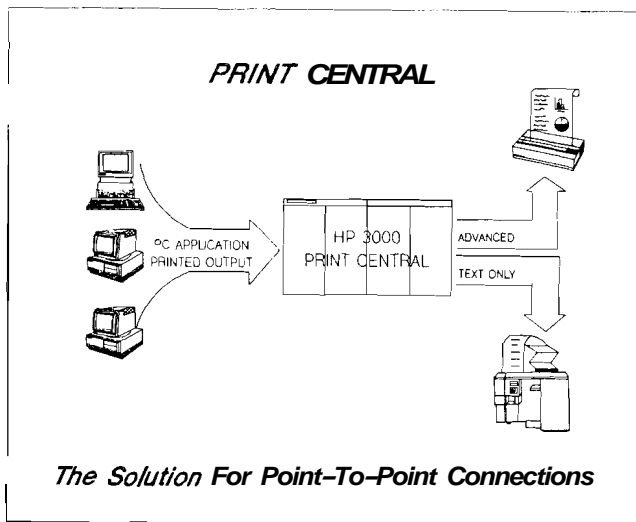 PRINT CENTRAL
PC APPLICATION
PRINTED OUTPUT
HP 3000
PRINT CENTRAL
ADVANCED
TEXT ONLY
The Solution For Point-To-Point Connections